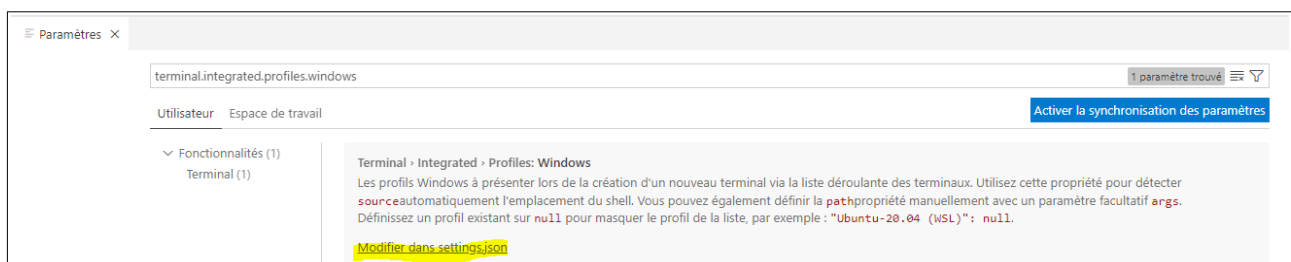 Paramètres
terminal.integrated.profiles.windows
1 paramètre trouvé
Utilisateur Espace de travail
Activer la synchronisation des paramètres
Fonctionnalités (1)
Terminal (1)
Terminal › Integrated › Profiles: Windows
Les profils Windows à présenter lors de la création d'un nouveau terminal via la liste déroulante des terminaux. Utilisez cette propriété pour détecter
sourceautomatiquement l'emplacement du shell. Vous pouvez également définir la pathpropriété manuellement avec un paramètre facultatif args.
Définissez un profil existant sur null pour masquer le profil de la liste, par exemple : "Ubuntu-20.04 (WSL)": null.
Modifier dans settings.json